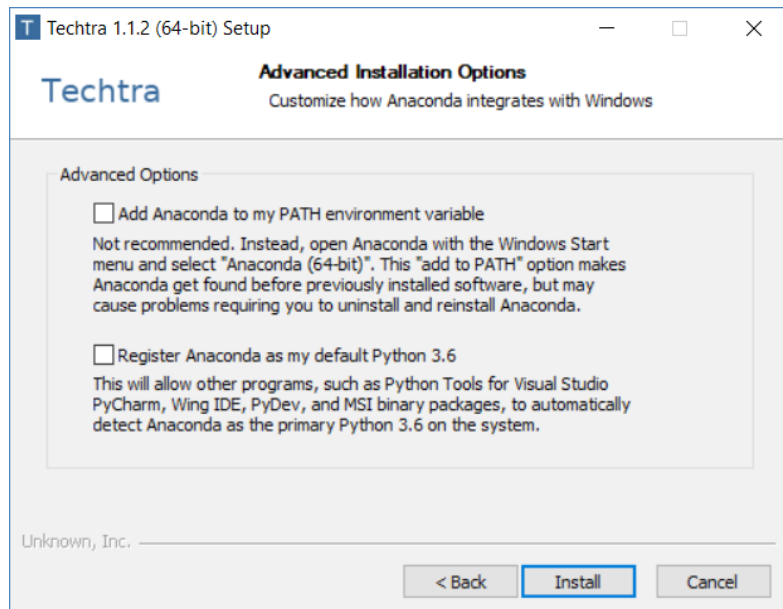 T Techtra 1.1.2 (64-bit) Setup
Techtra
Advanced Installation Options
Customize how Anaconda integrates with Windows
Advanced Options
Add Anaconda to my PATH environment variable
Not recommended. Instead, open Anaconda with the Windows Start
menu and select "Anaconda (64-bit)". This "add to PATH" option makes
Anaconda get found before previously installed software, but may
cause problems requiring you to uninstall and reinstall Anaconda.
Register Anaconda as my default Python 3.6
This will allow other programs, such as Python Tools for Visual Studio
PyCharm, Wing IDE, PyDev, and MSI binary packages, to automatically
detect Anaconda as the primary Python 3.6 on the system.
Unknown, Inc.
< Back Install Cancel